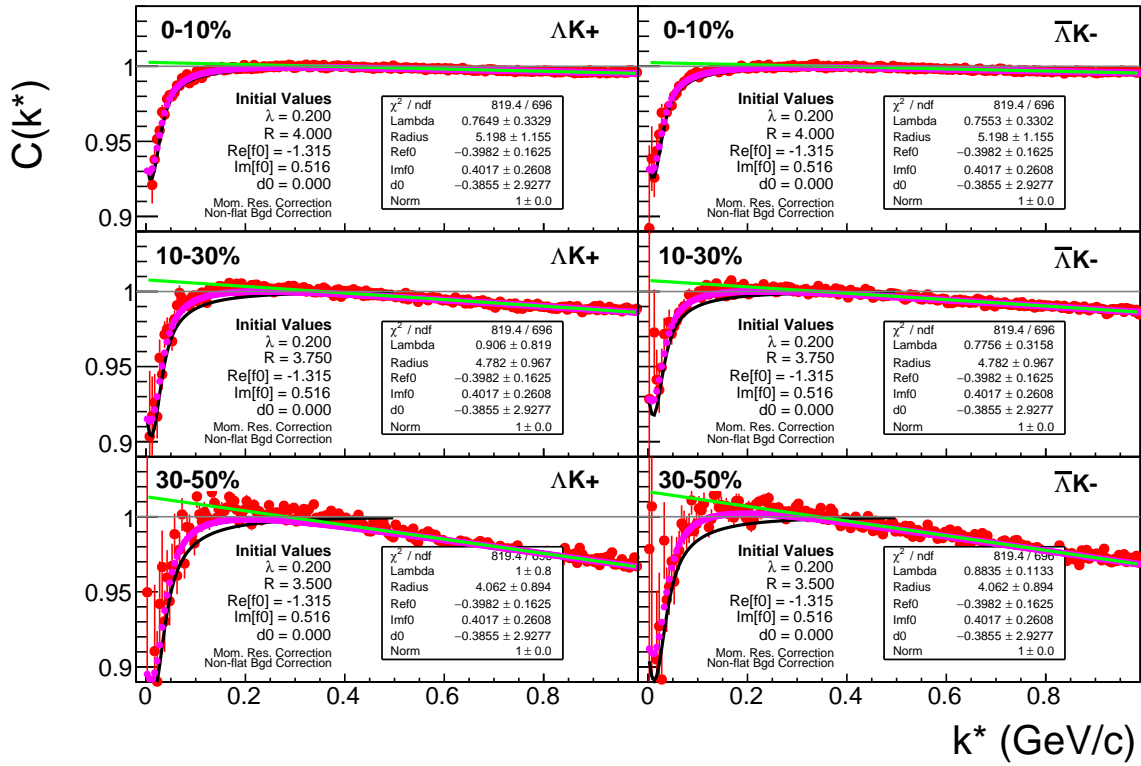 C(k*)
0-10% ΛK+
1
0.95
0.9
Initial Values
λ = 0.200
R = 4.000
Re[f0] = -1.315
Im[f0] = 0.516
d0 = 0.000
Mom. Res. Correction
Non-flat Bgd Correction
χ² / ndf 819.4 / 696
Lambda 0.7649 ± 0.3329
Radius 5.198 ± 1.155
Ref0 −0.3982 ± 0.1625
Imf0 0.4017 ± 0.2608
d0 −0.3855 ± 2.9277
Norm 1 ± 0.0
0-10% Λ̅K-
Initial Values
λ = 0.200
R = 4.000
Re[f0] = -1.315
Im[f0] = 0.516
d0 = 0.000
Mom. Res. Correction
Non-flat Bgd Correction
χ² / ndf 819.4 / 696
Lambda 0.7553 ± 0.3302
Radius 5.198 ± 1.155
Ref0 −0.3982 ± 0.1625
Imf0 0.4017 ± 0.2608
d0 −0.3855 ± 2.9277
Norm 1 ± 0.0
10-30% ΛK+
1
0.95
0.9
Initial Values
λ = 0.200
R = 3.750
Re[f0] = -1.315
Im[f0] = 0.516
d0 = 0.000
Mom. Res. Correction
Non-flat Bgd Correction
χ² / ndf 819.4 / 696
Lambda 0.906 ± 0.819
Radius 4.782 ± 0.967
Ref0 −0.3982 ± 0.1625
Imf0 0.4017 ± 0.2608
d0 −0.3855 ± 2.9277
Norm 1 ± 0.0
10-30% Λ̅K-
Initial Values
λ = 0.200
R = 3.750
Re[f0] = -1.315
Im[f0] = 0.516
d0 = 0.000
Mom. Res. Correction
Non-flat Bgd Correction
χ² / ndf 819.4 / 696
Lambda 0.7756 ± 0.3158
Radius 4.782 ± 0.967
Ref0 −0.3982 ± 0.1625
Imf0 0.4017 ± 0.2608
d0 −0.3855 ± 2.9277
Norm 1 ± 0.0
30-50% ΛK+
1
0.95
0.9
Initial Values
λ = 0.200
R = 3.500
Re[f0] = -1.315
Im[f0] = 0.516
d0 = 0.000
Mom. Res. Correction
Non-flat Bgd Correction
χ² / ndf 819.4 / 696
Lambda 1 ± 0.8
Radius 4.062 ± 0.894
Ref0 −0.3982 ± 0.1625
Imf0 0.4017 ± 0.2608
d0 −0.3855 ± 2.9277
Norm 1 ± 0.0
30-50% Λ̅K-
Initial Values
λ = 0.200
R = 3.500
Re[f0] = -1.315
Im[f0] = 0.516
d0 = 0.000
Mom. Res. Correction
Non-flat Bgd Correction
χ² / ndf 819.4 / 696
Lambda 0.8835 ± 0.1133
Radius 4.062 ± 0.894
Ref0 −0.3982 ± 0.1625
Imf0 0.4017 ± 0.2608
d0 −0.3855 ± 2.9277
Norm 1 ± 0.0
0 0.2 0.4 0.6 0.8 0 0.2 0.4 0.6 0.8
k* (GeV/c)